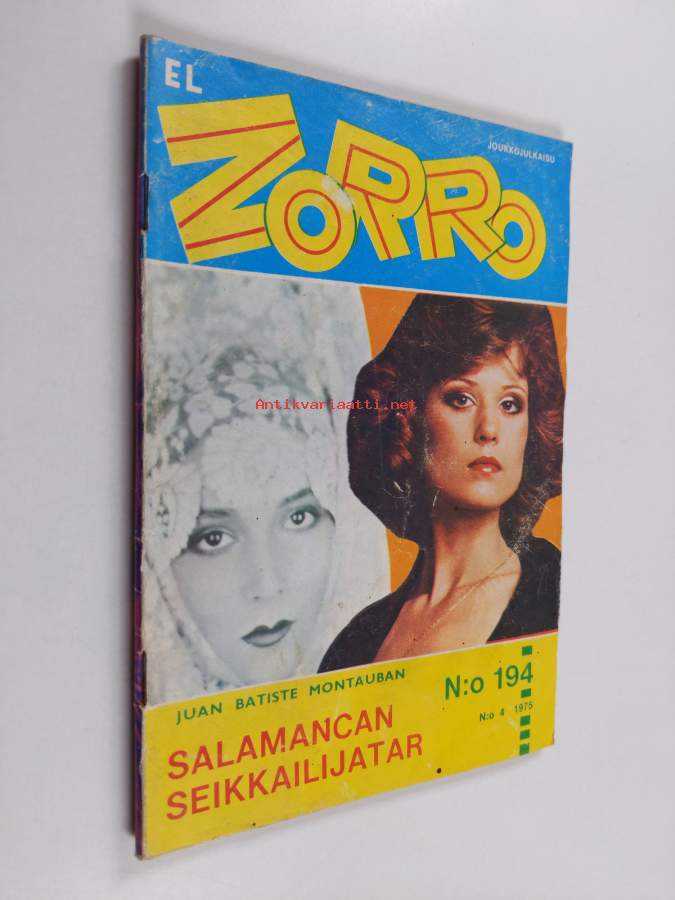 EL
ZORRO
JOUKKOJULKAISU
Antikvariaatti.net
JUAN BATISTE MONTAUBAN
N:o 194
N:o 4 1975
SALAMANCAN
SEIKKAILIJATAR